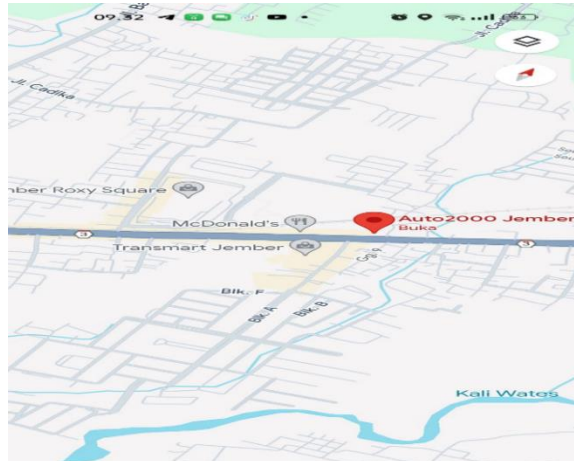 09.32
Jl. Cadika
mber Roxy Square
McDonald's
Auto2000 Jember
Buka
3
Transmart Jember
3
Blk. F
Blk. A
Blk. B
Kali Wates